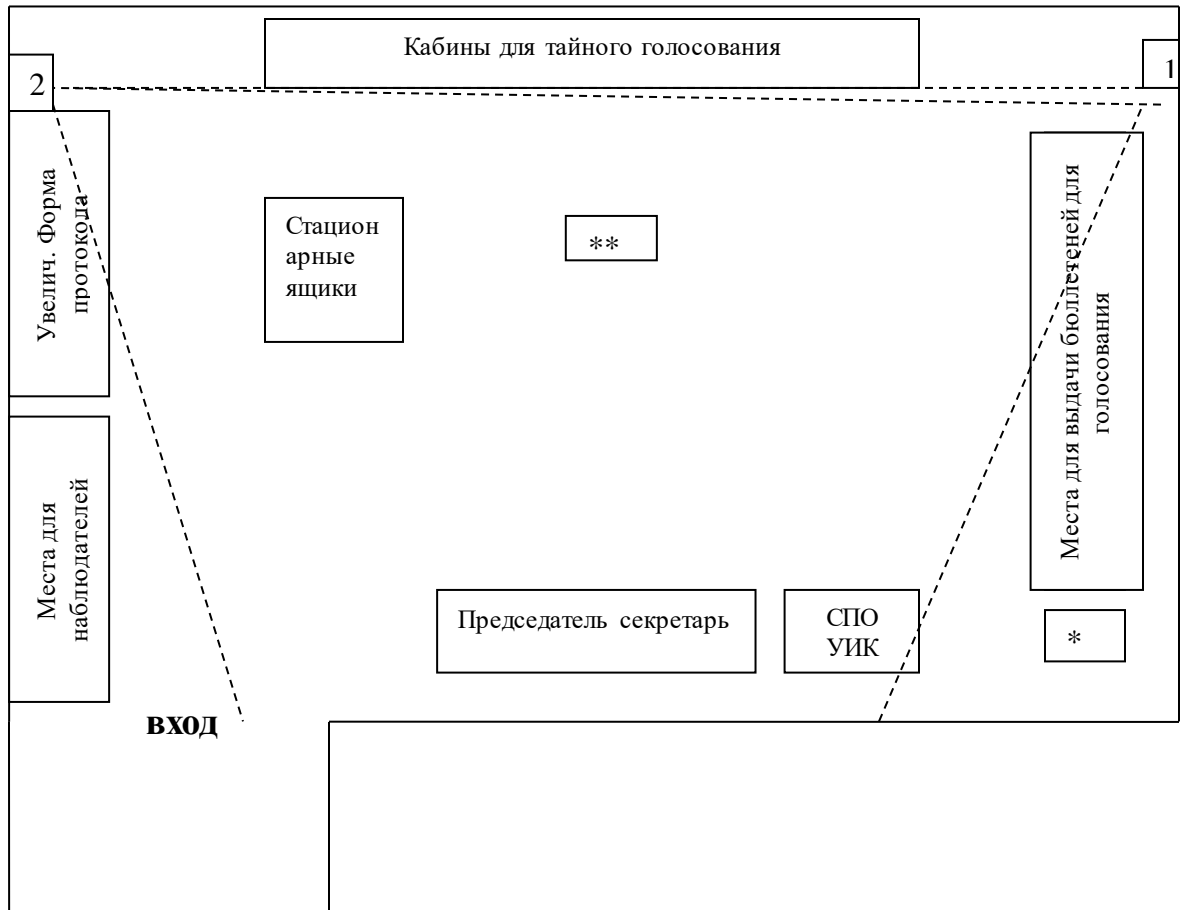 Кабины для тайного голосования
2
1
Увелич. Форма
протокода
Стацион
арные
ящики
**
Места для выдачи бюллетеней для
голосования
Места для
наблюдателей
Председатель секретарь
СПО
УИК
*
ВХОД